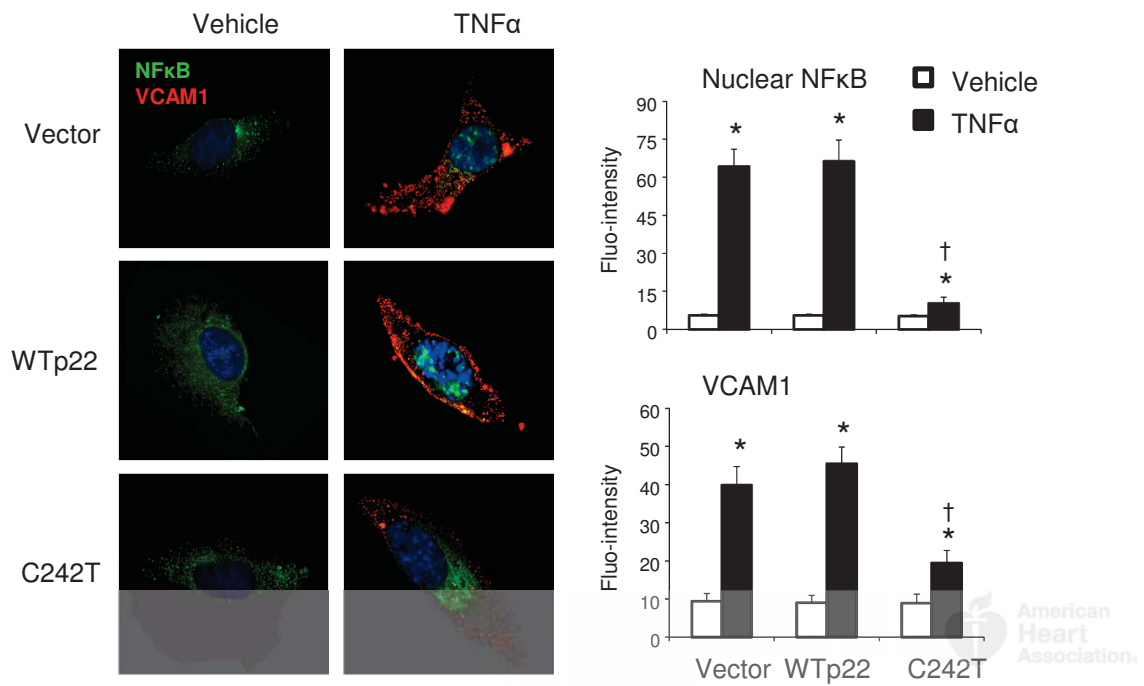 Vehicle
TNFα
NFκB
VCAM1
Vector
WTp22
C242T
Nuclear NFκB
Vehicle
TNFα
Fluo-intensity
90
75
60
45
30
15
0
*
*
†
*
VCAM1
Fluo-intensity
60
50
40
30
20
10
0
*
*
†
*
Vector
WTp22
C242T
American
Heart
Association®